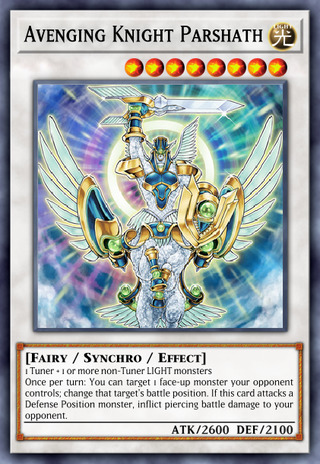 AVENGING KNIGHT PARSHATH
LIGHT
光
[FAIRY / SYNCHRO / EFFECT]
1 Tuner + 1 or more non-Tuner LIGHT monsters
Once per turn: You can target 1 face-up monster your opponent
controls; change that target's battle position. If this card attacks a
Defense Position monster, inflict piercing battle damage to your
opponent.
ATK/2600 DEF/2100